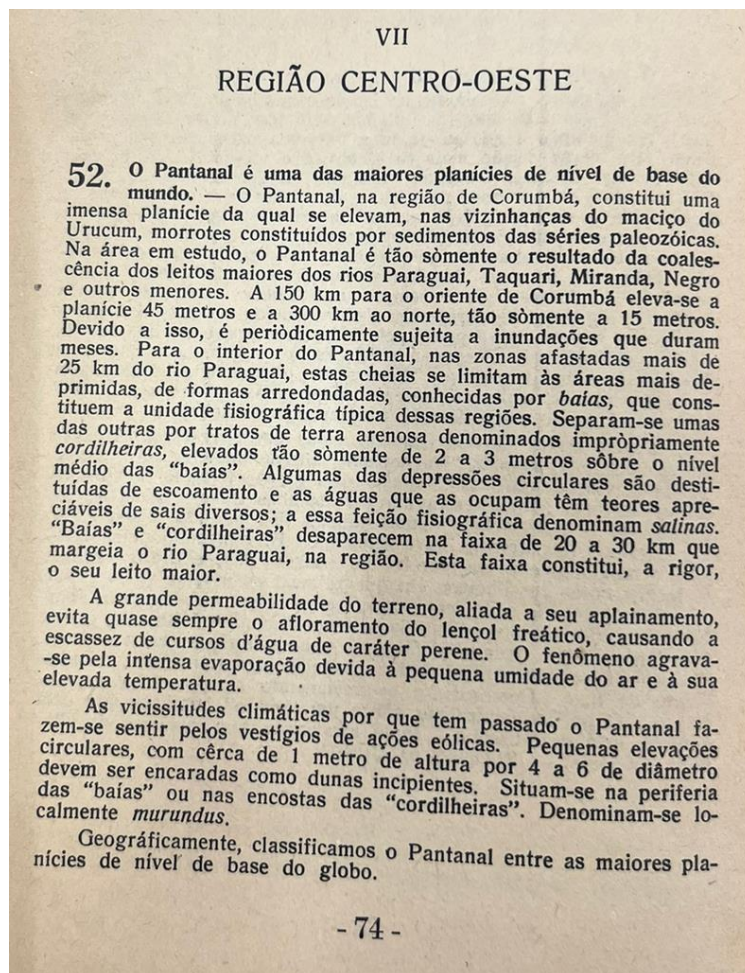 VII
REGIÃO CENTRO-OESTE
52. O Pantanal é uma das maiores planícies de nível de base do
mundo. — O Pantanal, na região de Corumbá, constitui uma
imensa planície da qual se elevam, nas vizinhanças do maciço do
Urucum, morrotes constituídos por sedimentos das séries paleozóicas.
Na área em estudo, o Pantanal é tão sòmente o resultado da coales-
cência dos leitos maiores dos rios Paraguai, Taquari, Miranda, Negro
e outros menores. A 150 km para o oriente de Corumbá eleva-se a
planície 45 metros e a 300 km ao norte, tão sòmente a 15 metros.
Devido a isso, é periòdicamente sujeita a inundações que duram
meses. Para o interior do Pantanal, nas zonas afastadas mais de
25 km do rio Paraguai, estas cheias se limitam às áreas mais de-
primidas, de formas arredondadas, conhecidas por baías, que cons-
tituem a unidade fisiográfica típica dessas regiões. Separam-se umas
das outras por tratos de terra arenosa denominados impròpriamente
cordilheiras, elevados tão sòmente de 2 a 3 metros sôbre o nível
médio das "baías". Algumas das depressões circulares são desti-
tuídas de escoamento e as águas que as ocupam têm teores apre-
ciáveis de sais diversos; a essa feição fisiográfica denominam salinas.
"Baías" e "cordilheiras" desaparecem na faixa de 20 a 30 km que
margeia o rio Paraguai, na região. Esta faixa constitui, a rigor,
o seu leito maior.
A grande permeabilidade do terreno, aliada a seu aplainamento,
evita quase sempre o afloramento do lençol freático, causando a
escassez de cursos d'água de caráter perene. O fenômeno agrava-
-se pela intensa evaporação devida à pequena umidade do ar e à sua
elevada temperatura.
As vicissitudes climáticas por que tem passado o Pantanal fa-
zem-se sentir pelos vestígios de ações eólicas. Pequenas elevações
circulares, com cêrca de 1 metro de altura por 4 a 6 de diâmetro
devem ser encaradas como dunas incipientes. Situam-se na periferia
das "baías" ou nas encostas das "cordilheiras". Denominam-se lo-
calmente murundus.
Geográficamente, classificamos o Pantanal entre as maiores pla-
nícies de nível de base do globo.
- 74 -